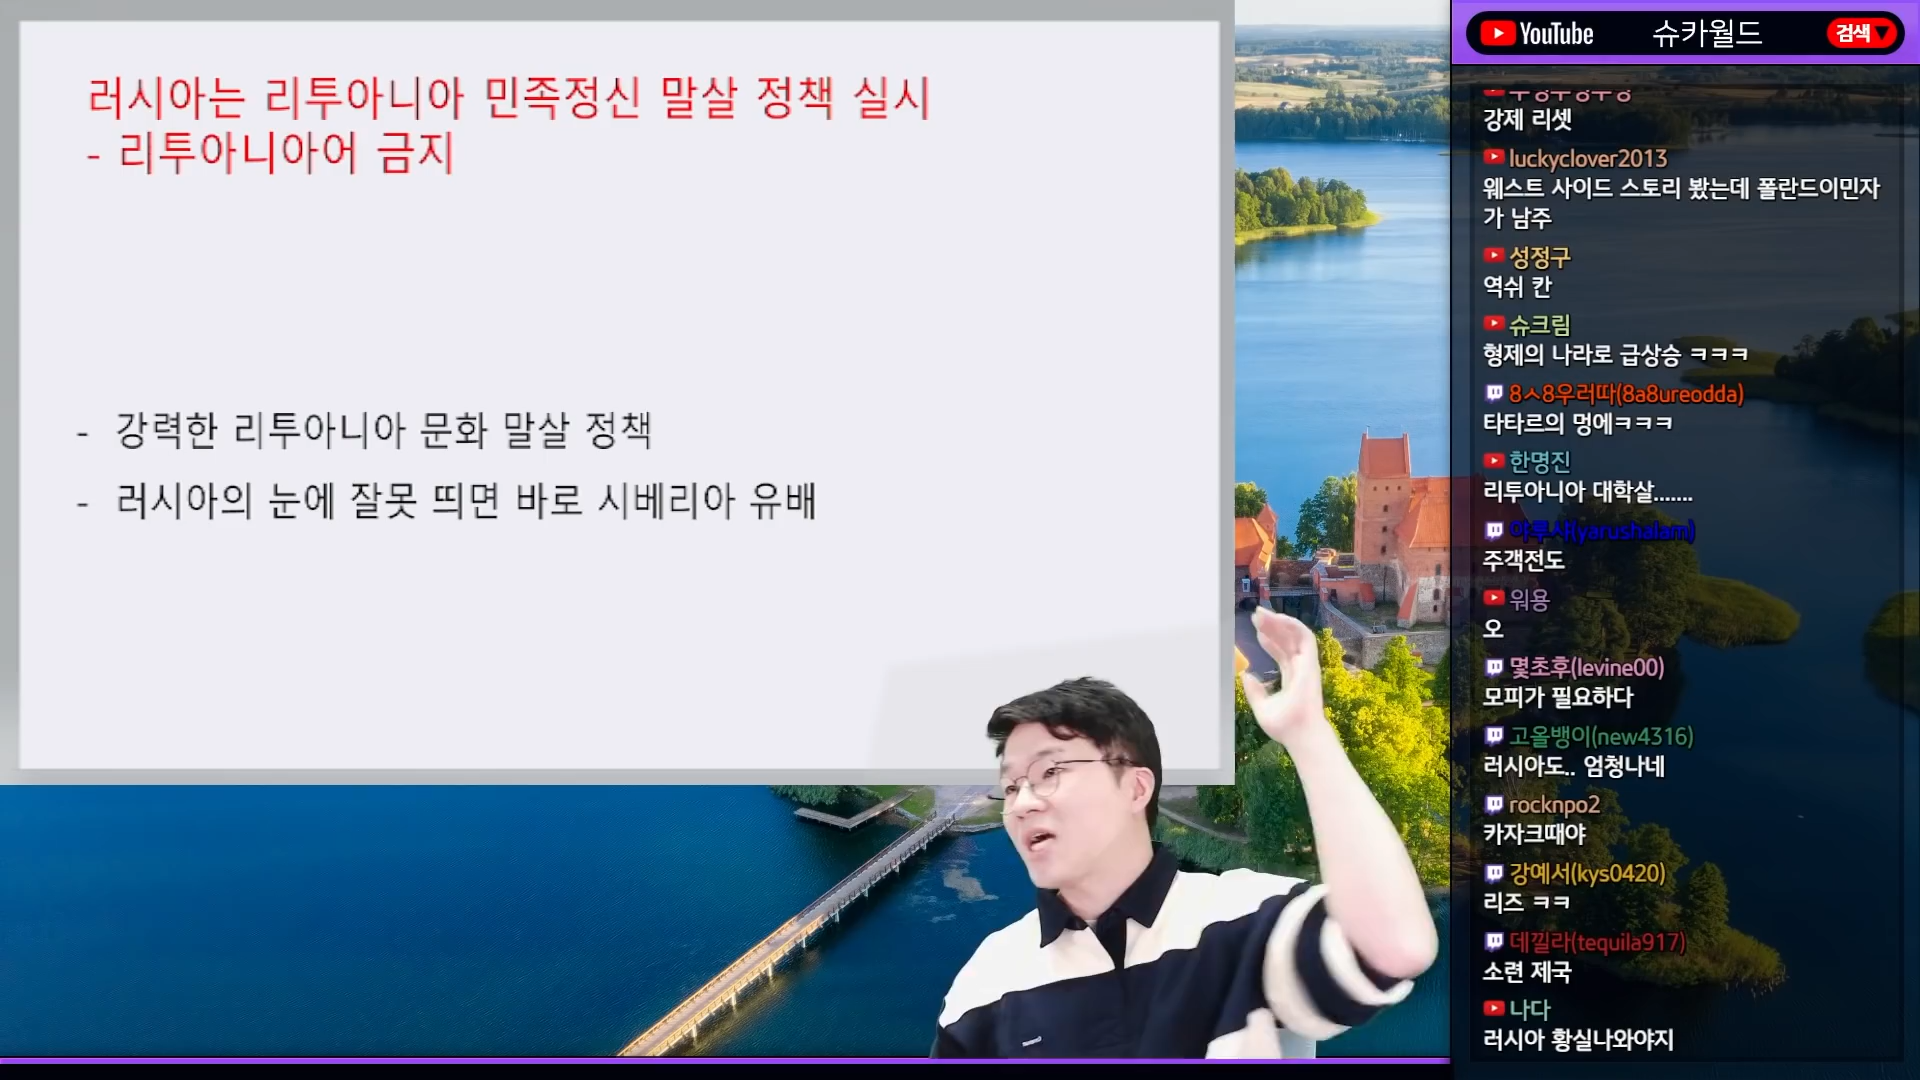 러시아는 리투아니아 민족정신 말살 정책 실시
- 리투아니아어 금지
- 강력한 리투아니아 문화 말살 정책
- 러시아의 눈에 잘못 띄면 바로 시베리아 유배
YouTube 슈카월드 검색▼
강제 리셋
luckyclover2013
웨스트 사이드 스토리 봤는데 폴란드이민자
가 남주
성정구
역쉬 칸
슈크림
형제의 나라로 급상승 ㅋㅋㅋ
8ㅅ8우러따(8a8ureodda)
타타르의 멍에ㅋㅋㅋ
한명진
리투아니아 대학살.......
야루샤(yarushalam)
주객전도
워용
오
몇초후(levine00)
모피가 필요하다
고올뱅이(new4316)
러시아도.. 엄청나네
rocknpo2
카자크때야
강예서(kys0420)
리즈 ㅋㅋ
데낄라(tequila917)
소련 제국
나다
러시아 황실나와야지